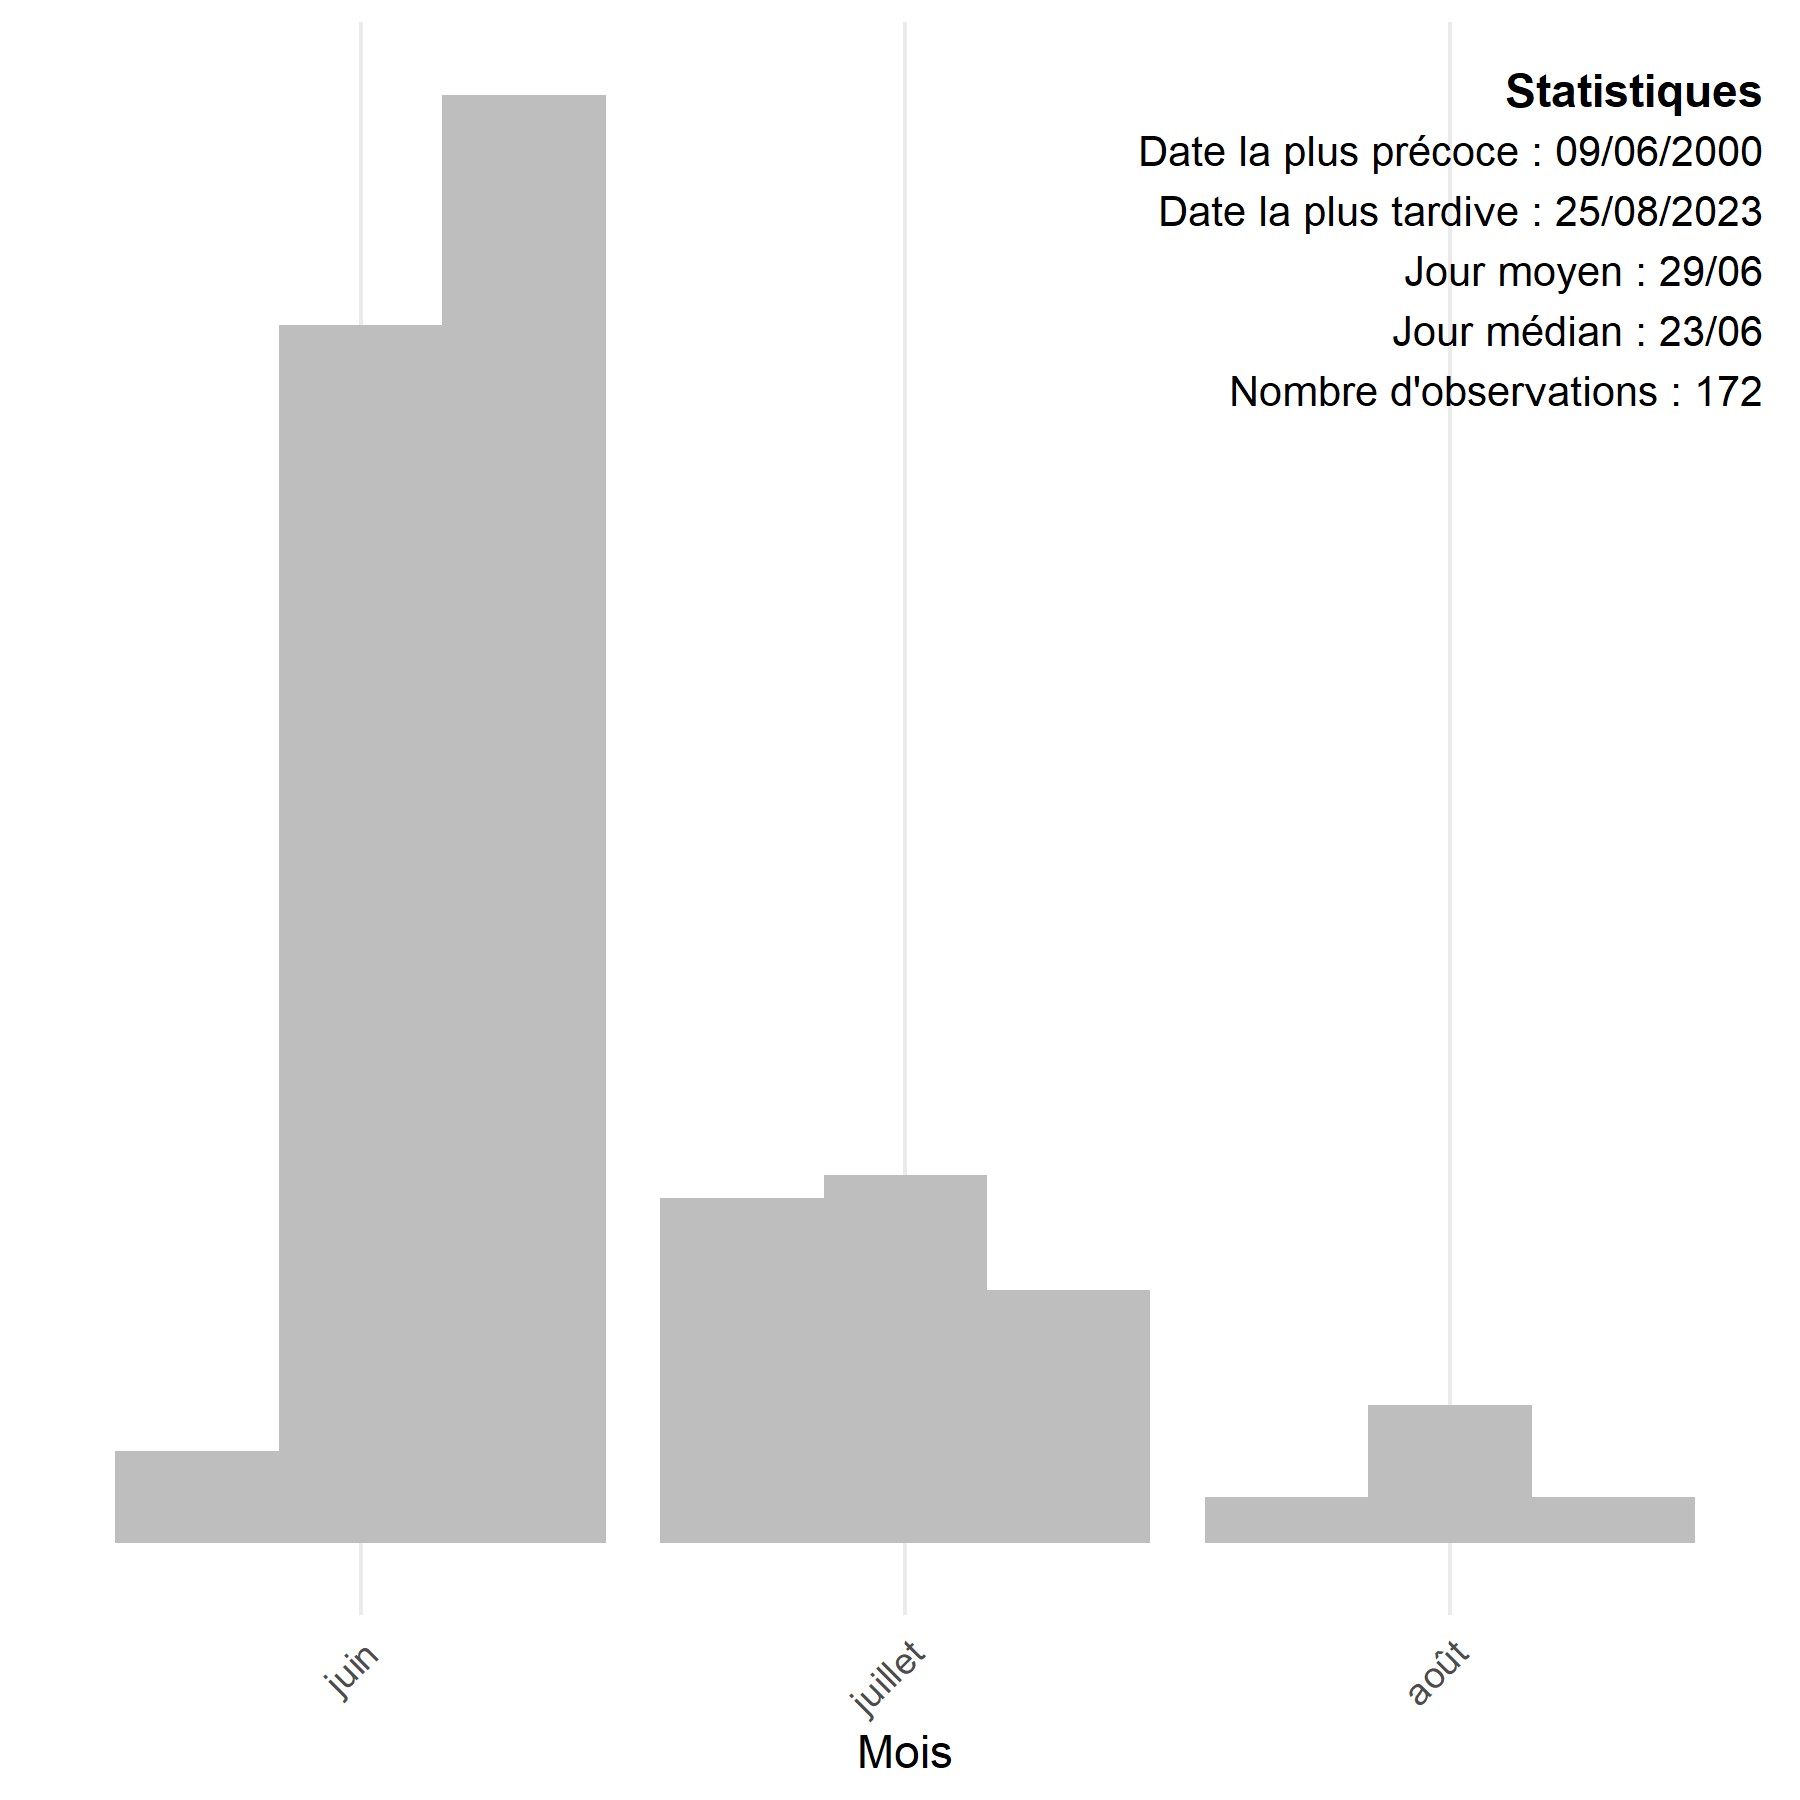 Statistiques
Date la plus précoce : 09/06/2000
Date la plus tardive : 25/08/2023
Jour moyen : 29/06
Jour médian : 23/06
Nombre d'observations : 172
juin
juillet
août
Mois